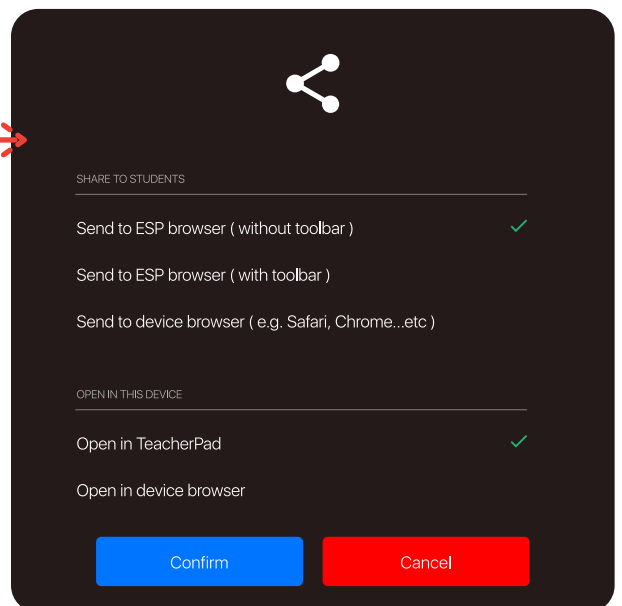 SHARE TO STUDENTS
Send to ESP browser ( without toolbar )
Send to ESP browser ( with toolbar )
Send to device browser ( e.g. Safari, Chrome...etc )
OPEN IN THIS DEVICE
Open in TeacherPad
Open in device browser
Confirm
Cancel